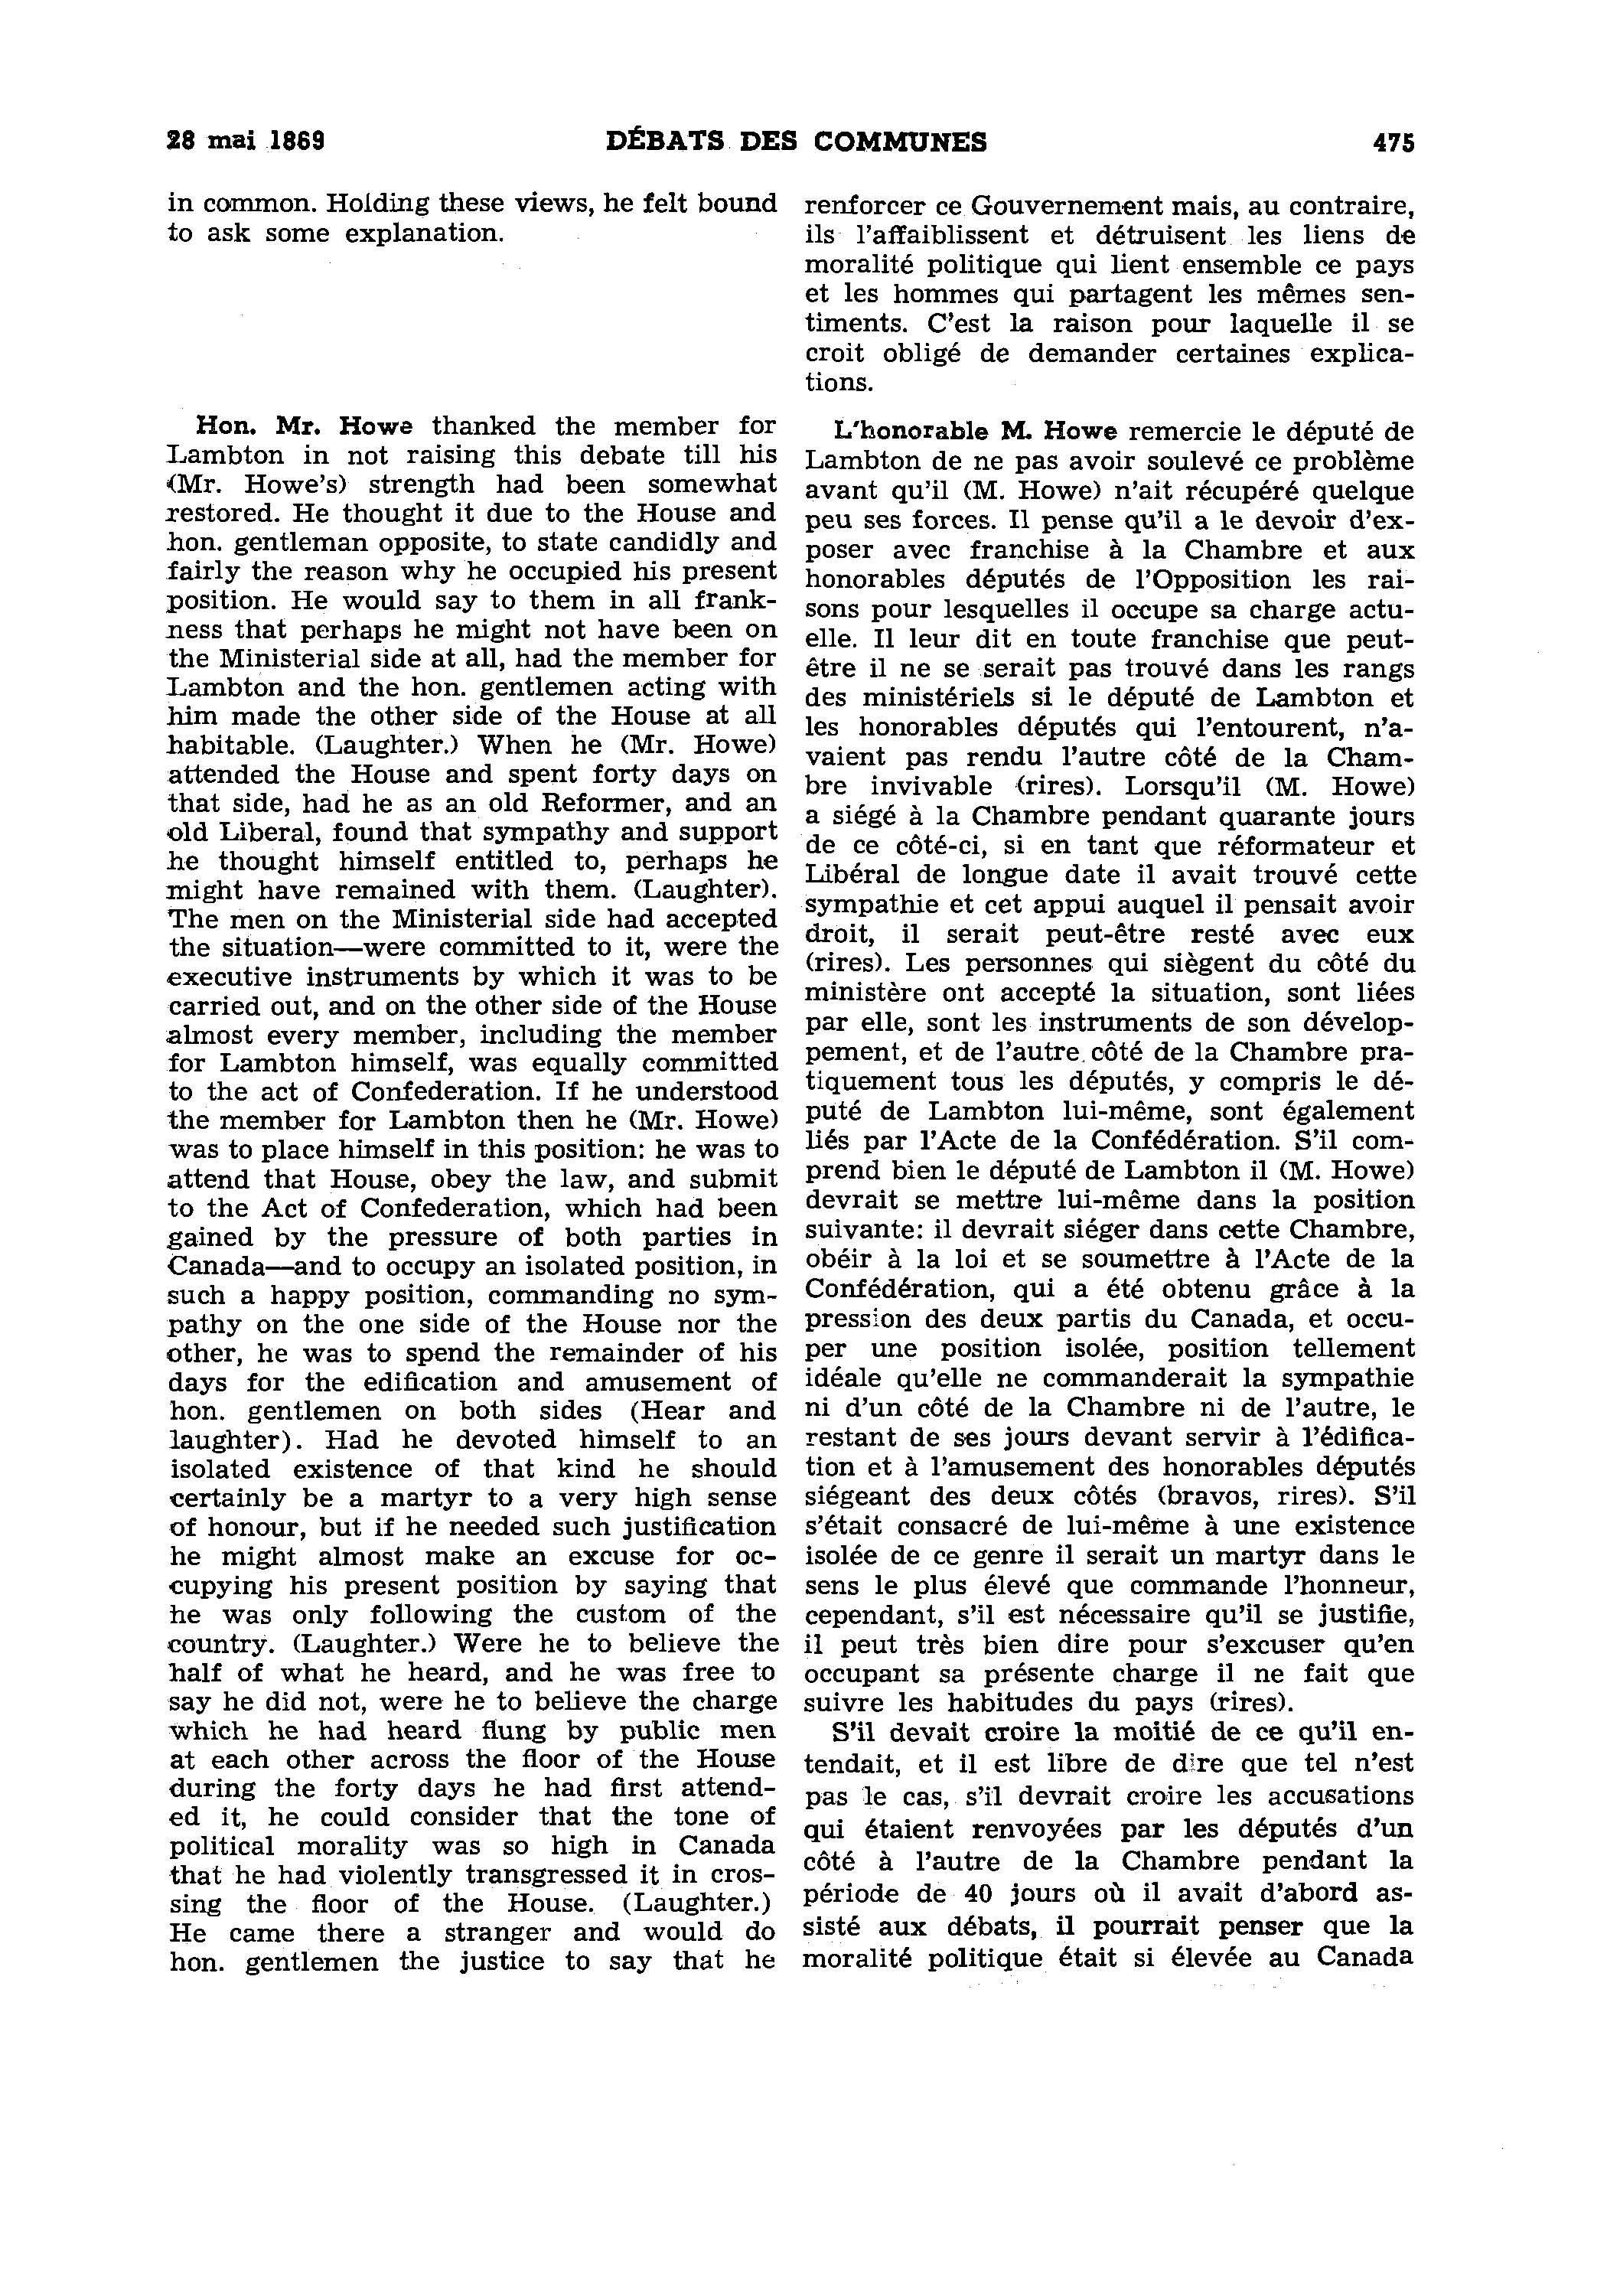 28 mai 1869
DÉBATS DES COMMUNES
475
in common. Holding these views, he felt bound
to ask some explanation.
Hon. Mr. Howe thanked the member for
Lambton in not raising this debate till his
(Mr. Howe's) strength had been somewhat
restored. He thought it due to the House and
hon. gentleman opposite, to state candidly and
fairly the reason why he occupied his present
position. He would say to them in all frank-
ness that perhaps he might not have been on
the Ministerial side at all, had the member for
Lambton and the hon. gentlemen acting with
him made the other side of the House at all
habitable. (Laughter.) When he (Mr. Howe)
attended the House and spent forty days on
that side, had he as an old Reformer, and an
old Liberal, found that sympathy and support
he thought himself entitled to, perhaps he
might have remained with them. (Laughter).
The men on the Ministerial side had accepted
the situation—were committed to it, were the
executive instruments by which it was to be
carried out, and on the other side of the House
almost every member, including the member
for Lambton himself, was equally committed
to the act of Confederation. If he understood
the member for Lambton then he (Mr. Howe)
was to place himself in this position: he was to
attend that House, obey the law, and submit
to the Act of Confederation, which had been
gained by the pressure of both parties in
Canada—and to occupy an isolated position, in
such a happy position, commanding no sym-
pathy on the one side of the House nor the
other, he was to spend the remainder of his
days for the edification and amusement of
hon. gentlemen on both sides (Hear and
laughter). Had he devoted himself to an
isolated existence of that kind he should
certainly be a martyr to a very high sense
of honour, but if he needed such justification
he might almost make an excuse for oc-
cupying his present position by saying that
he was only following the custom of the
country. (Laughter.) Were he to believe the
half of what he heard, and he was free to
say he did not, were he to believe the charge
which he had heard flung by public men
at each other across the floor of the House
during the forty days he had first attend-
ed it, he could consider that the tone of
political morality was so high in Canada
that he had violently transgressed it in cros-
sing the floor of the House. (Laughter.)
He came there a stranger and would do
hon. gentlemen the justice to say that he
renforcer ce Gouvernement mais, au contraire,
ils l'affaiblissent et détruisent les liens de
moralité politique qui lient ensemble ce pays
et les hommes qui partagent les mêmes sen-
timents. C'est la raison pour laquelle il se
croit obligé de demander certaines explica-
tions.
L'honorable M. Howe remercie le député de
Lambton de ne pas avoir soulevé ce problème
avant qu'il (M. Howe) n'ait récupéré quelque
peu ses forces. Il pense qu'il a le devoir d'ex-
poser avec franchise à la Chambre et aux
honorables députés de l'Opposition les rai-
sons pour lesquelles il occupe sa charge actu-
elle. Il leur dit en toute franchise que peut-
être il ne se serait pas trouvé dans les rangs
des ministériels si le député de Lambton et
les honorables députés qui l'entourent, n'a-
vaient pas rendu l'autre côté de la Cham-
bre invivable (rires). Lorsqu'il (M. Howe)
a siégé à la Chambre pendant quarante jours
de ce côté-ci, si en tant que réformateur et
Libéral de longue date il avait trouvé cette
sympathie et cet appui auquel il pensait avoir
droit, il serait peut-être resté avec eux
(rires). Les personnes qui siègent du côté du
ministère ont accepté la situation, sont liées
par elle, sont les instruments de son dévelop-
pement, et de l'autre côté de la Chambre pra-
tiquement tous les députés, y compris le dé-
puté de Lambton lui-même, sont également
liés par l'Acte de la Confédération. S'il com-
prend bien le député de Lambton il (M. Howe)
devrait se mettre lui-même dans la position
suivante: il devrait siéger dans cette Chambre,
obéir à la loi et se soumettre à l'Acte de la
Confédération, qui a été obtenu grâce à la
pression des deux partis du Canada, et occu-
per une position isolée, position tellement
idéale qu'elle ne commanderait la sympathie
ni d'un côté de la Chambre ni de l'autre, le
restant de ses jours devant servir à l'édifica-
tion et à l'amusement des honorables députés
siégeant des deux côtés (bravos, rires). S'il
s'était consacré de lui-même à une existence
isolée de ce genre il serait un martyr dans le
sens le plus élevé que commande l'honneur,
cependant, s'il est nécessaire qu'il se justifie,
il peut très bien dire pour s'excuser qu'en
occupant sa présente charge il ne fait que
suivre les habitudes du pays (rires).
S'il devait croire la moitié de ce qu'il en-
tendait, et il est libre de dire que tel n'est
pas le cas, s'il devrait croire les accusations
qui étaient renvoyées par les députés d'un
côté à l'autre de la Chambre pendant la
période de 40 jours où il avait d'abord as-
sisté aux débats, il pourrait penser que la
moralité politique était si élevée au Canada